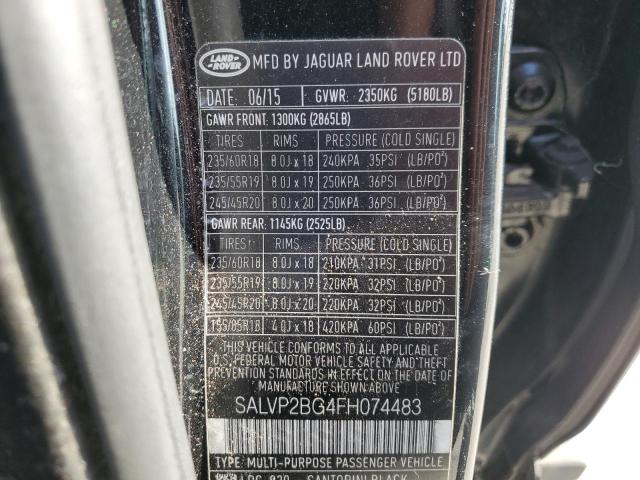 LAND ROVER MFD BY JAGUAR LAND ROVER LTD
DATE: 06/15 GVWR: 2350KG (5180LB)
GAWR FRONT: 1300KG (2865LB)
TIRES RIMS PRESSURE (COLD SINGLE)
235/60R18 8.0J x 18 240KPA 35PSI (LB/PO²)
235/55R19 8.0J x 19 250KPA 36PSI (LB/PO²)
245/45R20 8.0J x 20 250KPA 36PSI (LB/PO²)
GAWR REAR: 1145KG (2525LB)
TIRES RIMS PRESSURE (COLD SINGLE)
235/60R18 8.0J x 18 210KPA 31PSI (LB/PO²)
235/55R19 8.0J x 19 220KPA 32PSI (LB/PO²)
245/45R20 8.0J x 20 220KPA 32PSI (LB/PO²)
155/85R18 4.0J x 18 420KPA 60PSI (LB/PO²)
THIS VEHICLE CONFORMS TO ALL APPLICABLE
U.S. FEDERAL MOTOR VEHICLE SAFETY AND THEFT
PREVENTION STANDARDS IN EFFECT ON THE DATE
OF MANUFACTURE SHOWN ABOVE
SALVP2BG4FH074483
TYPE: MULTI-PURPOSE PASSENGER VEHICLE
SANTORINI BLACK